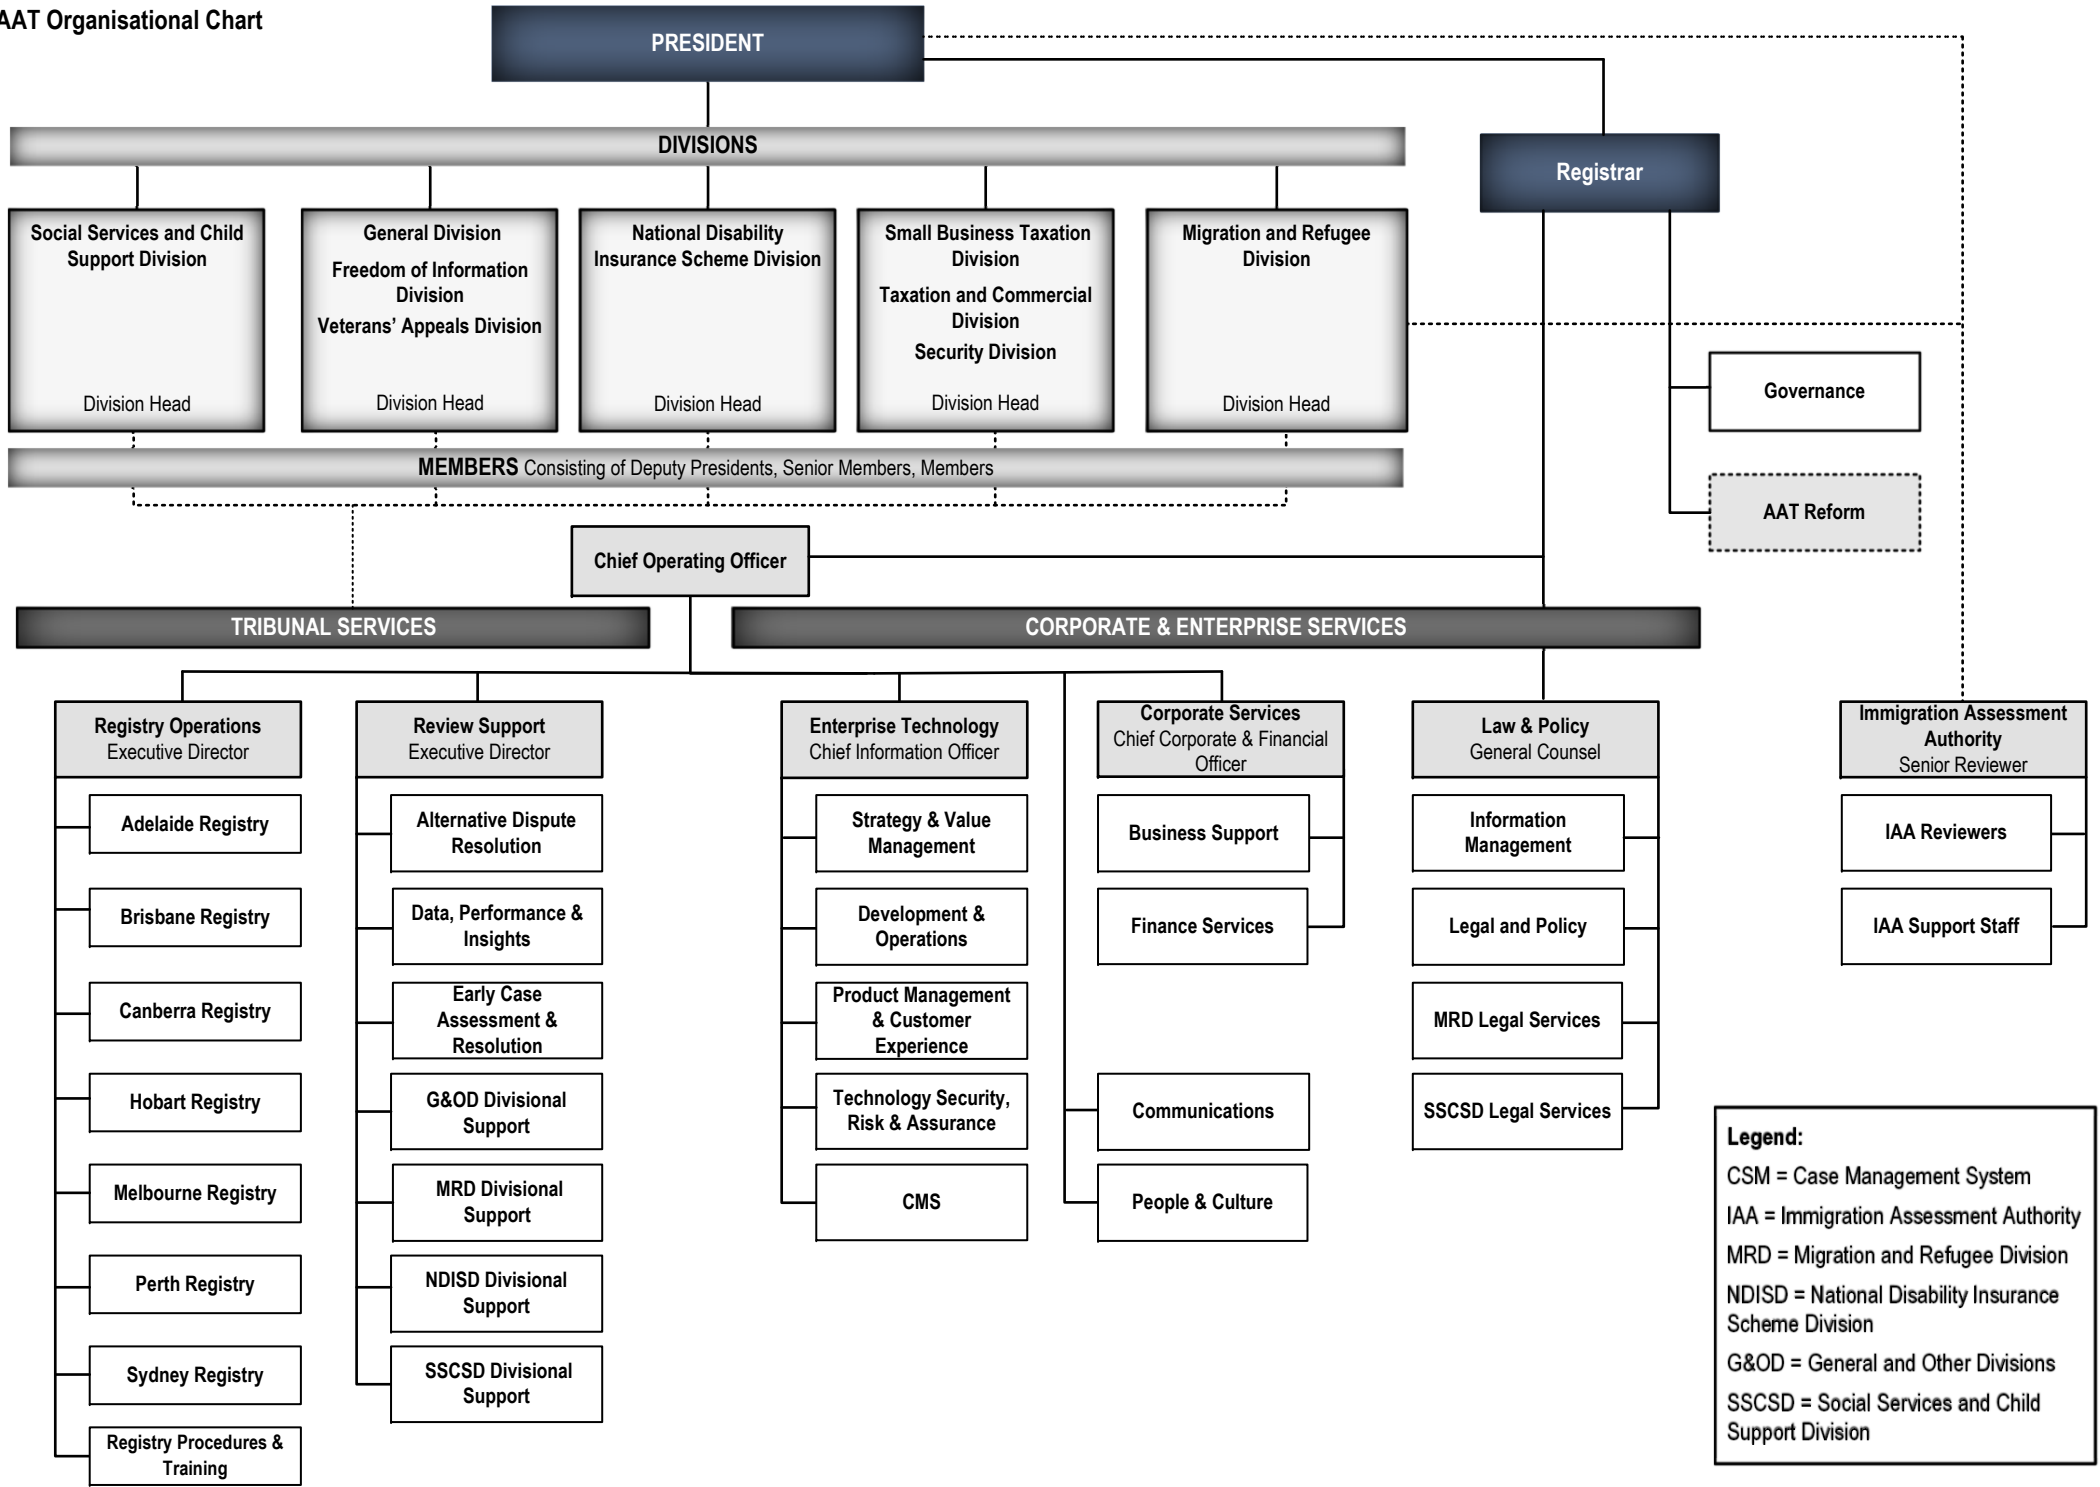 AAT Organisational Chart
PRESIDENT
DIVISIONS
Registrar
Social Services and Child
Support Division
Division Head
General Division
Freedom of Information
Division
Veterans’ Appeals Division
Division Head
National Disability
Insurance Scheme Division
Division Head
Small Business Taxation
Division
Taxation and Commercial
Division
Security Division
Division Head
Migration and Refugee
Division
Division Head
Governance
AAT Reform
MEMBERS Consisting of Deputy Presidents, Senior Members, Members
Chief Operating Officer
TRIBUNAL SERVICES
CORPORATE & ENTERPRISE SERVICES
Registry Operations
Executive Director
Adelaide Registry
Brisbane Registry
Canberra Registry
Hobart Registry
Melbourne Registry
Perth Registry
Sydney Registry
Registry Procedures &
Training
Review Support
Executive Director
Alternative Dispute
Resolution
Data, Performance &
Insights
Early Case
Assessment &
Resolution
G&OD Divisional
Support
MRD Divisional
Support
NDISD Divisional
Support
SSCSD Divisional
Support
Enterprise Technology
Chief Information Officer
Strategy & Value
Management
Development &
Operations
Product Management
& Customer
Experience
Technology Security,
Risk & Assurance
CMS
Corporate Services
Chief Corporate & Financial
Officer
Business Support
Finance Services
Communications
People & Culture
Law & Policy
General Counsel
Information
Management
Legal and Policy
MRD Legal Services
SSCSD Legal Services
Immigration Assessment
Authority
Senior Reviewer
IAA Reviewers
IAA Support Staff
Legend:
CSM = Case Management System
IAA = Immigration Assessment Authority
MRD = Migration and Refugee Division
NDISD = National Disability Insurance
Scheme Division
G&OD = General and Other Divisions
SSCSD = Social Services and Child
Support Division